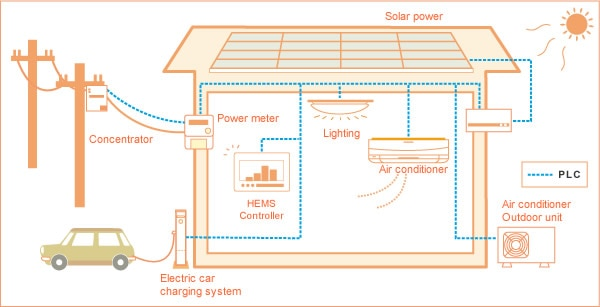 Solar power
Concentrator
Power meter
Lighting
Air conditioner
PLC
HEMS
Controller
Air conditioner
Outdoor unit
Electric car
charging system